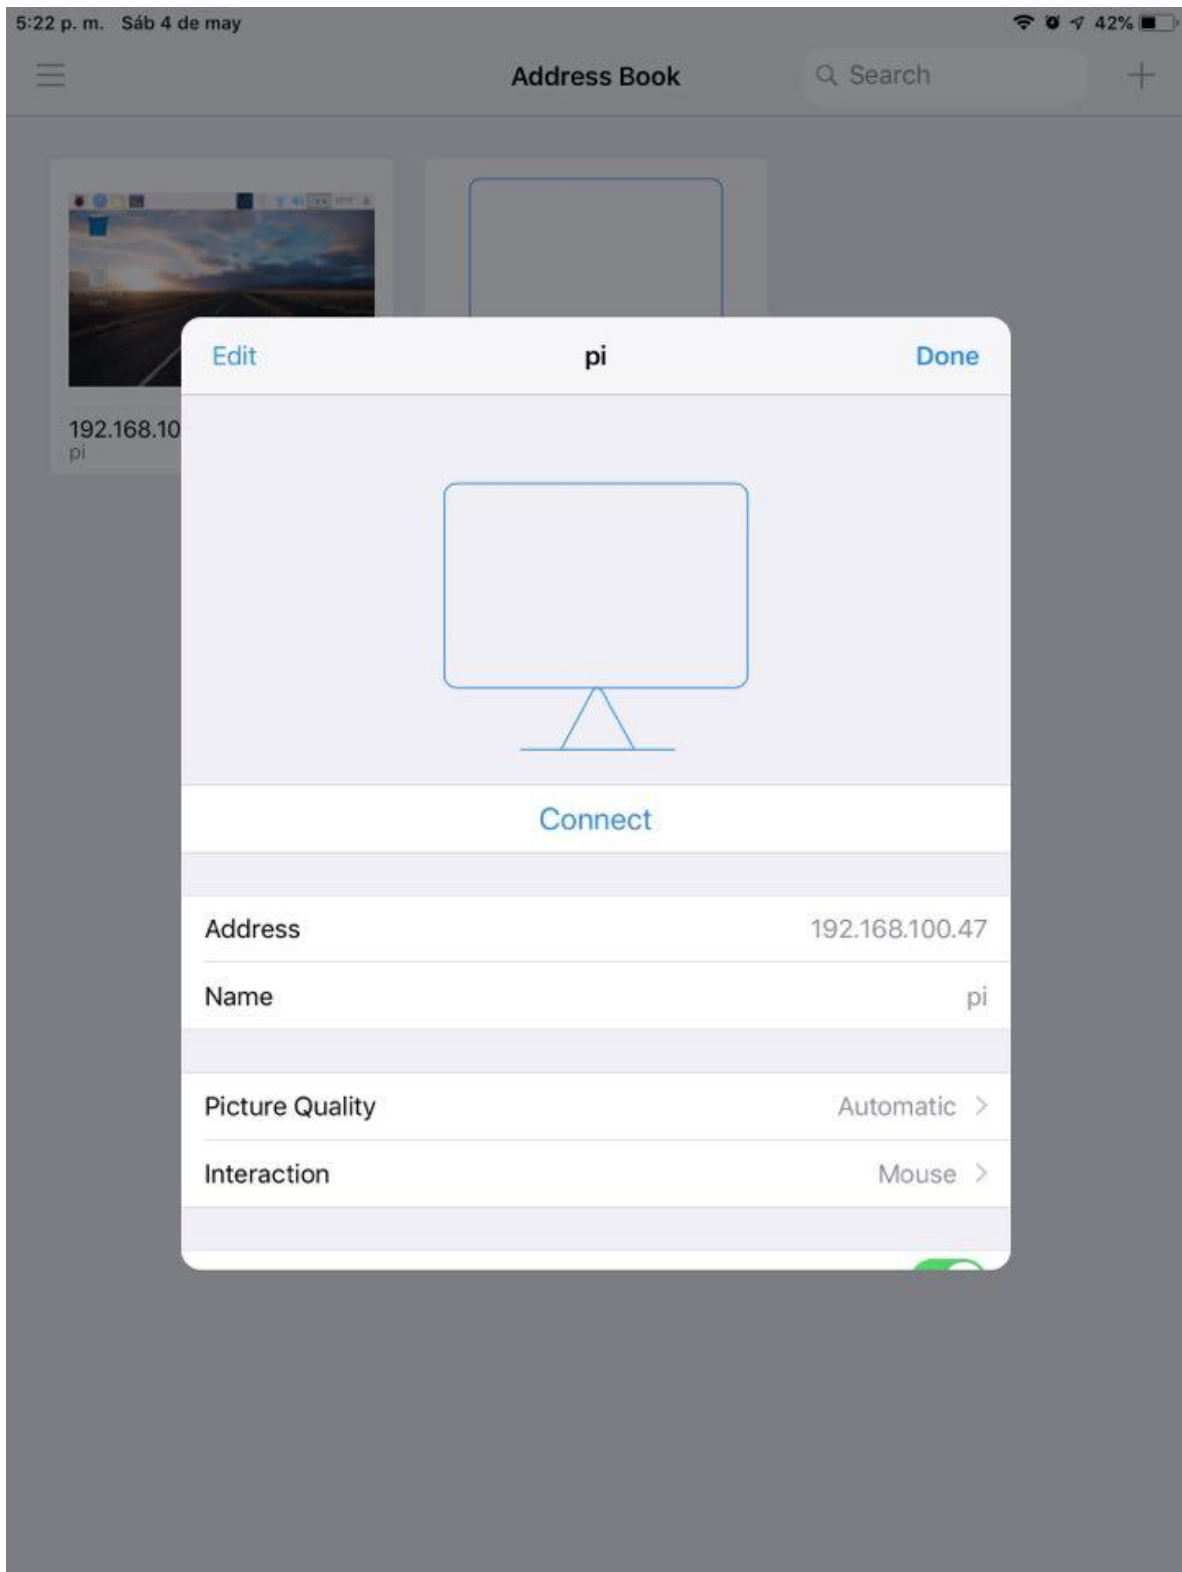 5:22 p. m. Sáb 4 de may 42%
Address Book Search
192.168.10
pi
Edit pi Done
Connect
Address 192.168.100.47
Name pi
Picture Quality Automatic
Interaction Mouse